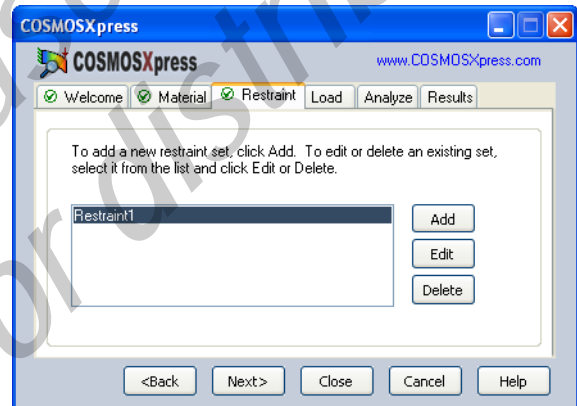 COSMOSXpress
COSMOSXpress www.COSMOSXpress.com
Welcome Material Restraint Load Analyze Results
To add a new restraint set, click Add. To edit or delete an existing set,
select it from the list and click Edit or Delete.
Restraint1
Add
Edit
Delete
<Back Next> Close Cancel Help